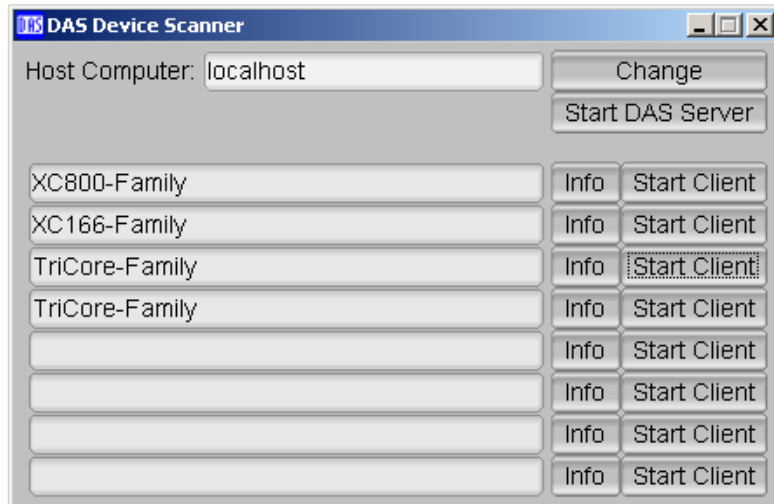 DAS DAS Device Scanner
Host Computer: localhost Change
Start DAS Server
XC800-Family Info Start Client
XC166-Family Info Start Client
TriCore-Family Info Start Client
TriCore-Family Info Start Client
Info Start Client
Info Start Client
Info Start Client
Info Start Client